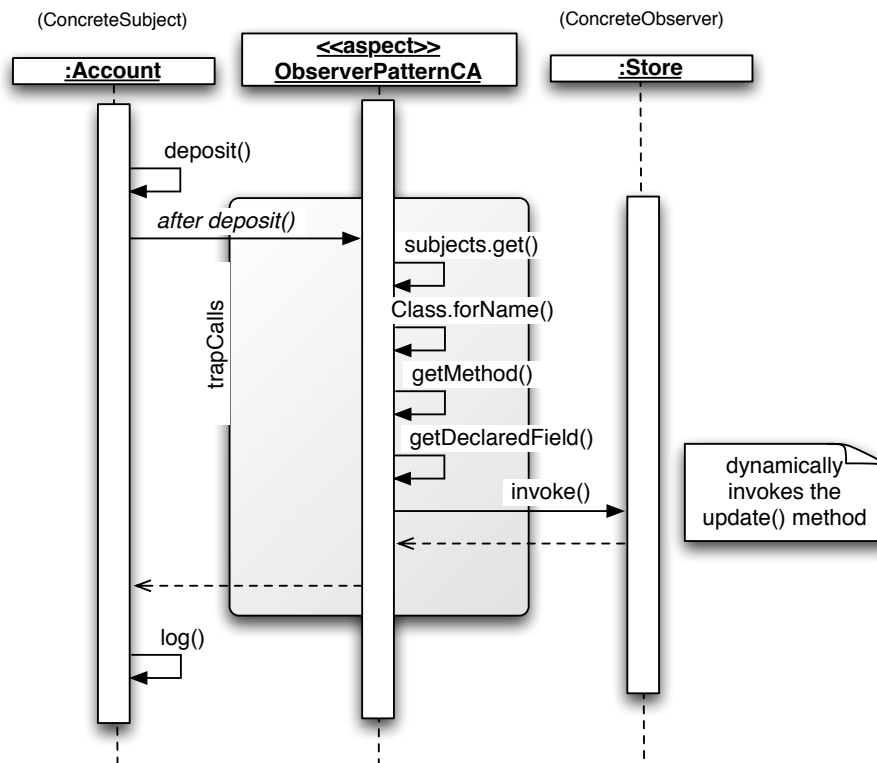 (ConcreteSubject)
:Account
<<aspect>>
ObserverPatternCA
(ConcreteObserver)
:Store
deposit()
after deposit()
trapCalls
subjects.get()
Class.forName()
getMethod()
getDeclaredField()
invoke()
dynamically
invokes the
update() method
log()